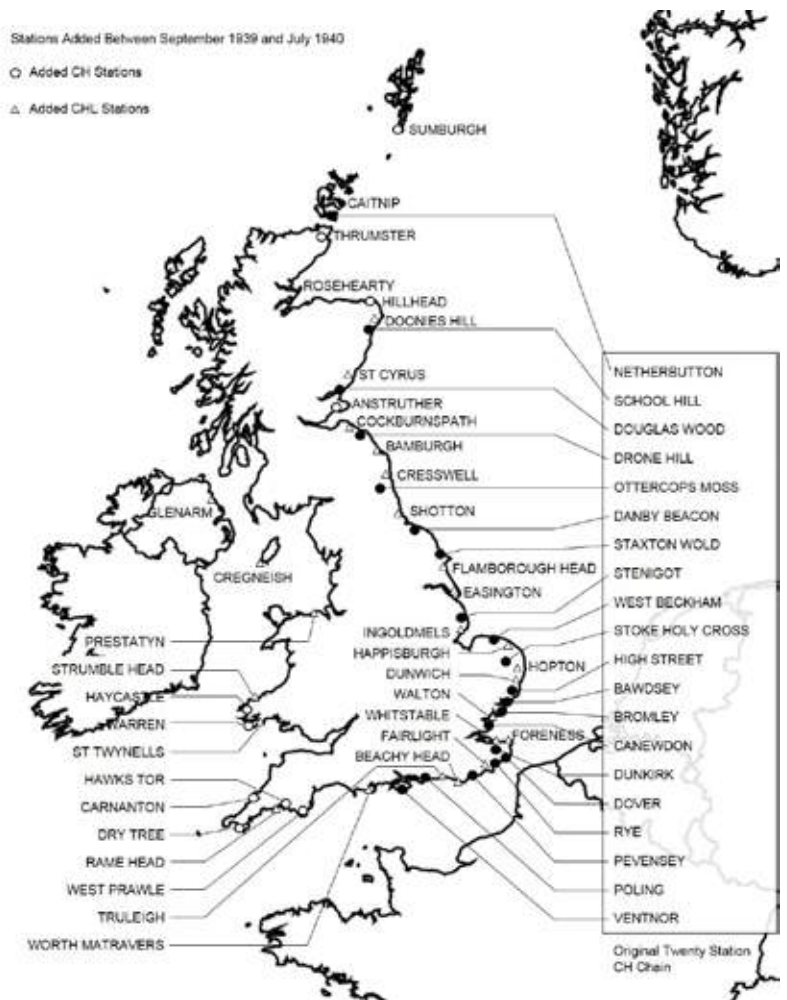 Stations Added Between September 1939 and July 1940
Added CH Stations
Added CHL Stations
SUMBURGH
CAITNIP
THRUMSTER
ROSEHEARTY
HILLHEAD
DOONIES HILL
ST CYRUS
ANSTRUTHER
COCKBURNSPATH
BAMBURGH
CRESSWELL
SHOTTON
GLENARM
CREGNEISH
FLAMBOROUGH HEAD
EASINGTON
INGOLDMELS
HAPPISBURGH
HOPTON
DUNWICH
WALTON
WHITSTABLE
FORENESS
FAIRLIGHT
BEACHY HEAD
PRESTATYN
STRUMBLE HEAD
HAYCASTLE
WARREN
ST TWYNELLS
HAWKS TOR
CARNANTON
DRY TREE
RAME HEAD
WEST PRAWLE
TRULEIGH
WORTH MATRAVERS
NETHERBUTTON
SCHOOL HILL
DOUGLAS WOOD
DRONE HILL
OTTERCOPS MOSS
DANBY BEACON
STAXTON WOLD
STENIGOT
WEST BECKHAM
STOKE HOLY CROSS
HIGH STREET
BAWDSEY
BROMLEY
CANEWDON
DUNKIRK
DOVER
RYE
PEVENSEY
POLING
VENTNOR
Original Twenty Station
CH Chain